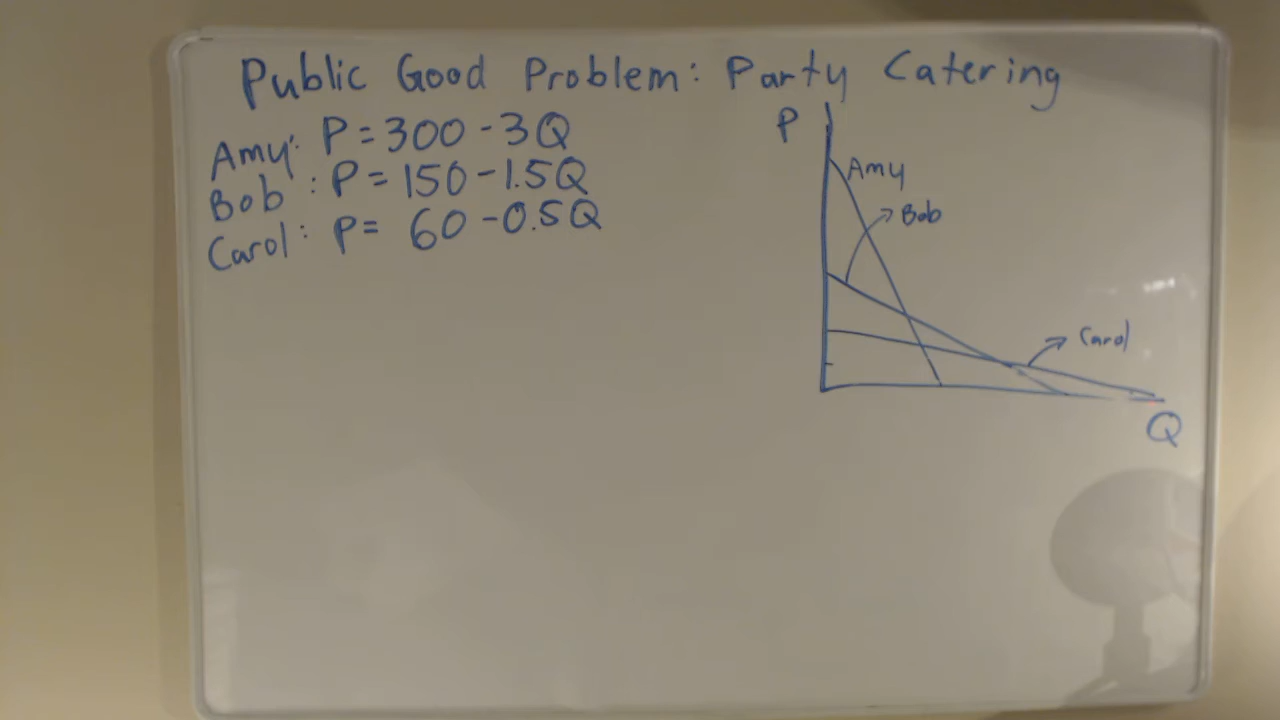 Public Good Problem: Party Catering
Amy: P = 300 - 3Q
Bob : P = 150 - 1.5Q
Carol: P = 60 - 0.5Q
P
Amy
Bob
Carol
Q